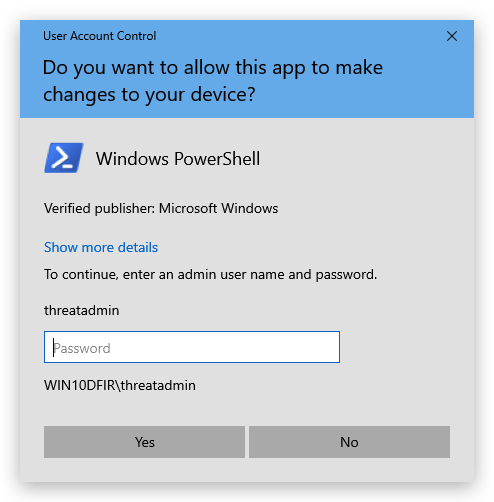 User Account Control
Do you want to allow this app to make
changes to your device?
Windows PowerShell
Verified publisher: Microsoft Windows
Show more details
To continue, enter an admin user name and password.
threatadmin
Password
WIN10DFIR\threatadmin
Yes No